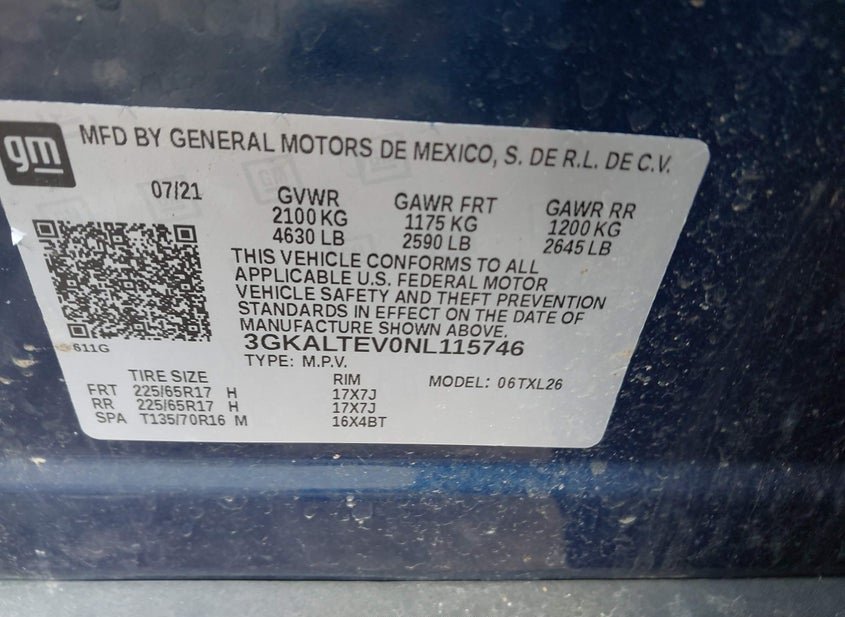 gm
MFD BY GENERAL MOTORS DE MEXICO, S. DE R.L. DE C.V.
07/21 GVWR GAWR FRT GAWR RR
2100 KG 1175 KG 1200 KG
4630 LB 2590 LB 2645 LB
THIS VEHICLE CONFORMS TO ALL
APPLICABLE U.S. FEDERAL MOTOR
VEHICLE SAFETY AND THEFT PREVENTION
STANDARDS IN EFFECT ON THE DATE OF
MANUFACTURE SHOWN ABOVE.
611G
3GKALTEV0NL115746
TYPE: M.P.V.
TIRE SIZE RIM MODEL: 06TXL26
FRT 225/65R17 H 17X7J
RR 225/65R17 H 17X7J
SPA T135/70R16 M 16X4BT